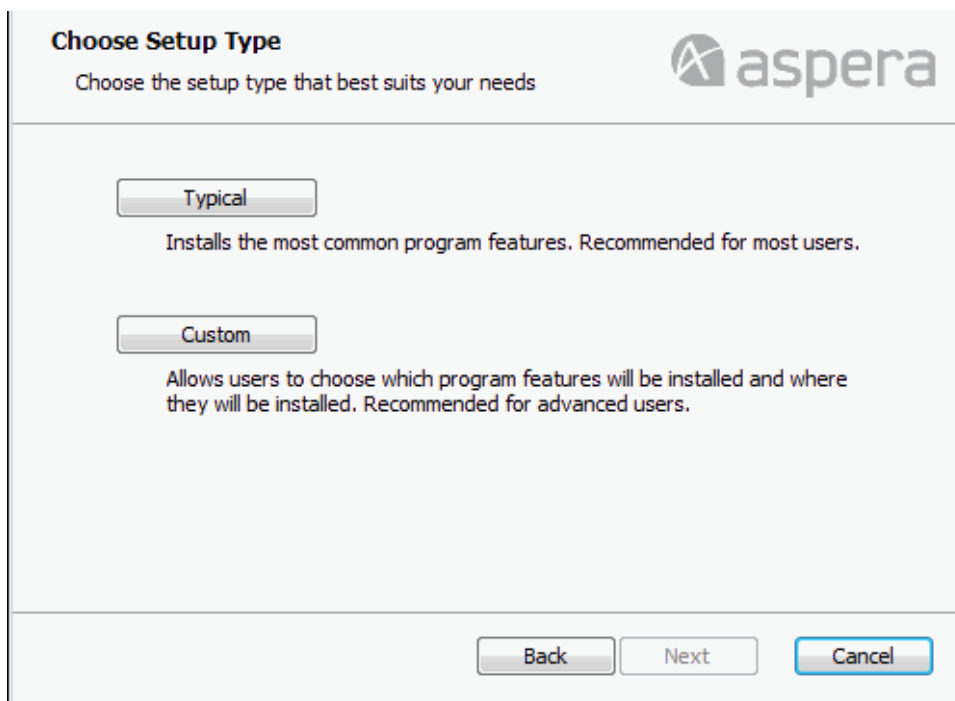 Choose Setup Type
Choose the setup type that best suits your needs
aspera
Typical
Installs the most common program features. Recommended for most users.
Custom
Allows users to choose which program features will be installed and where
they will be installed. Recommended for advanced users.
Back
Next
Cancel